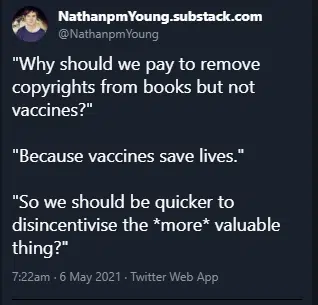 NathanpmYoung.substack.com
@NathanpmYoung
"Why should we pay to remove
copyrights from books but not
vaccines?"
"Because vaccines save lives."
"So we should be quicker to
disincentivise the *more* valuable
thing?"
7:22am · 6 May 2021 · Twitter Web App